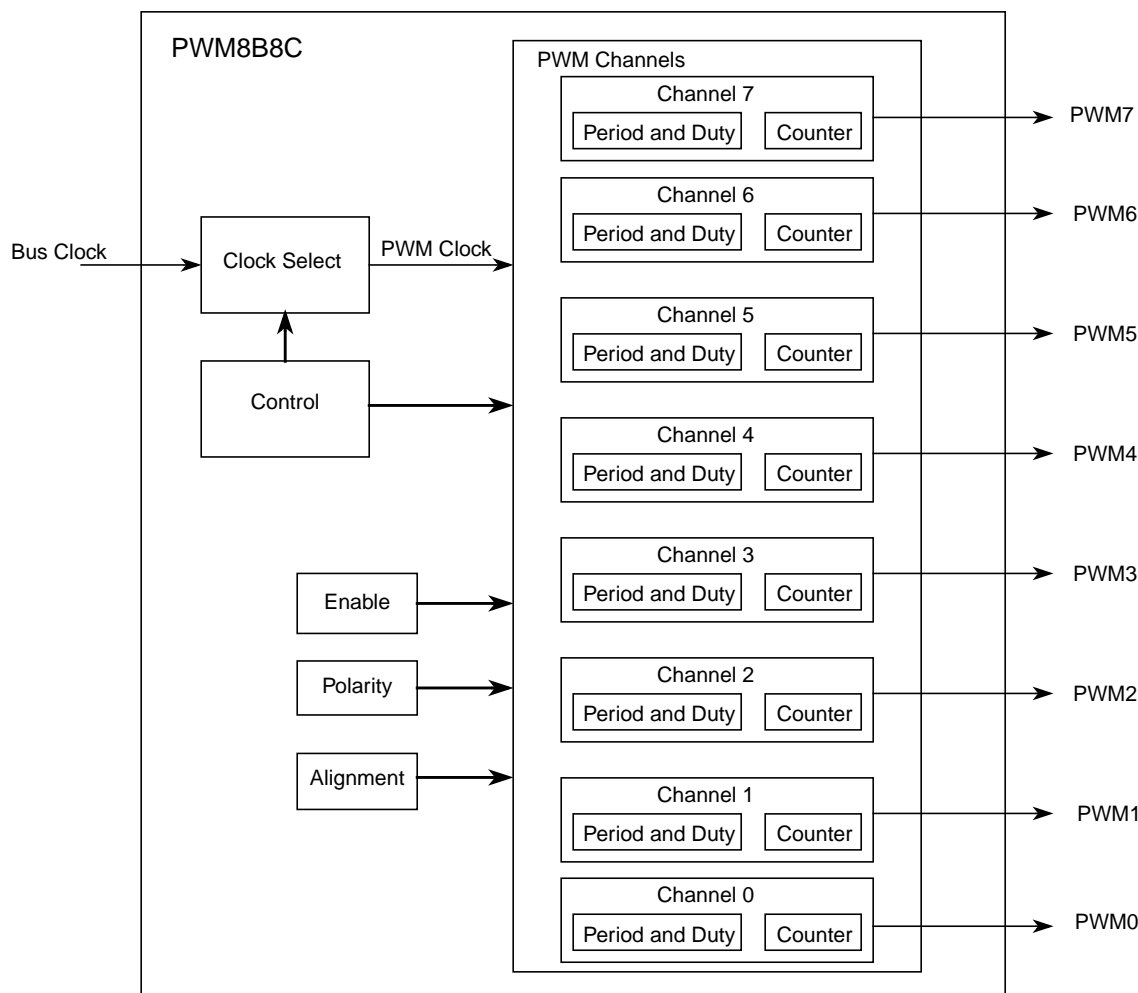 PWM8B8C
PWM Channels
Channel 7
Period and Duty Counter
PWM7
Channel 6
Period and Duty Counter
PWM6
Bus Clock
Clock Select
PWM Clock
Control
Channel 5
Period and Duty Counter
PWM5
Channel 4
Period and Duty Counter
PWM4
Channel 3
Period and Duty Counter
PWM3
Enable
Polarity
Alignment
Channel 2
Period and Duty Counter
PWM2
Channel 1
Period and Duty Counter
PWM1
Channel 0
Period and Duty Counter
PWM0